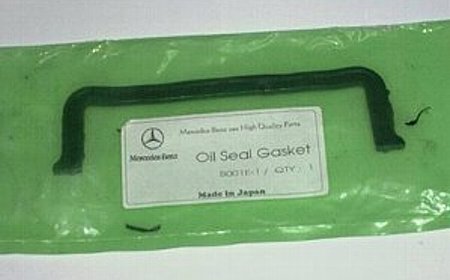 Mercedes-Benz use High Quality Parts
Mercedes-Benz
Oil Seal Gasket
QTY: 1
Made In Japan